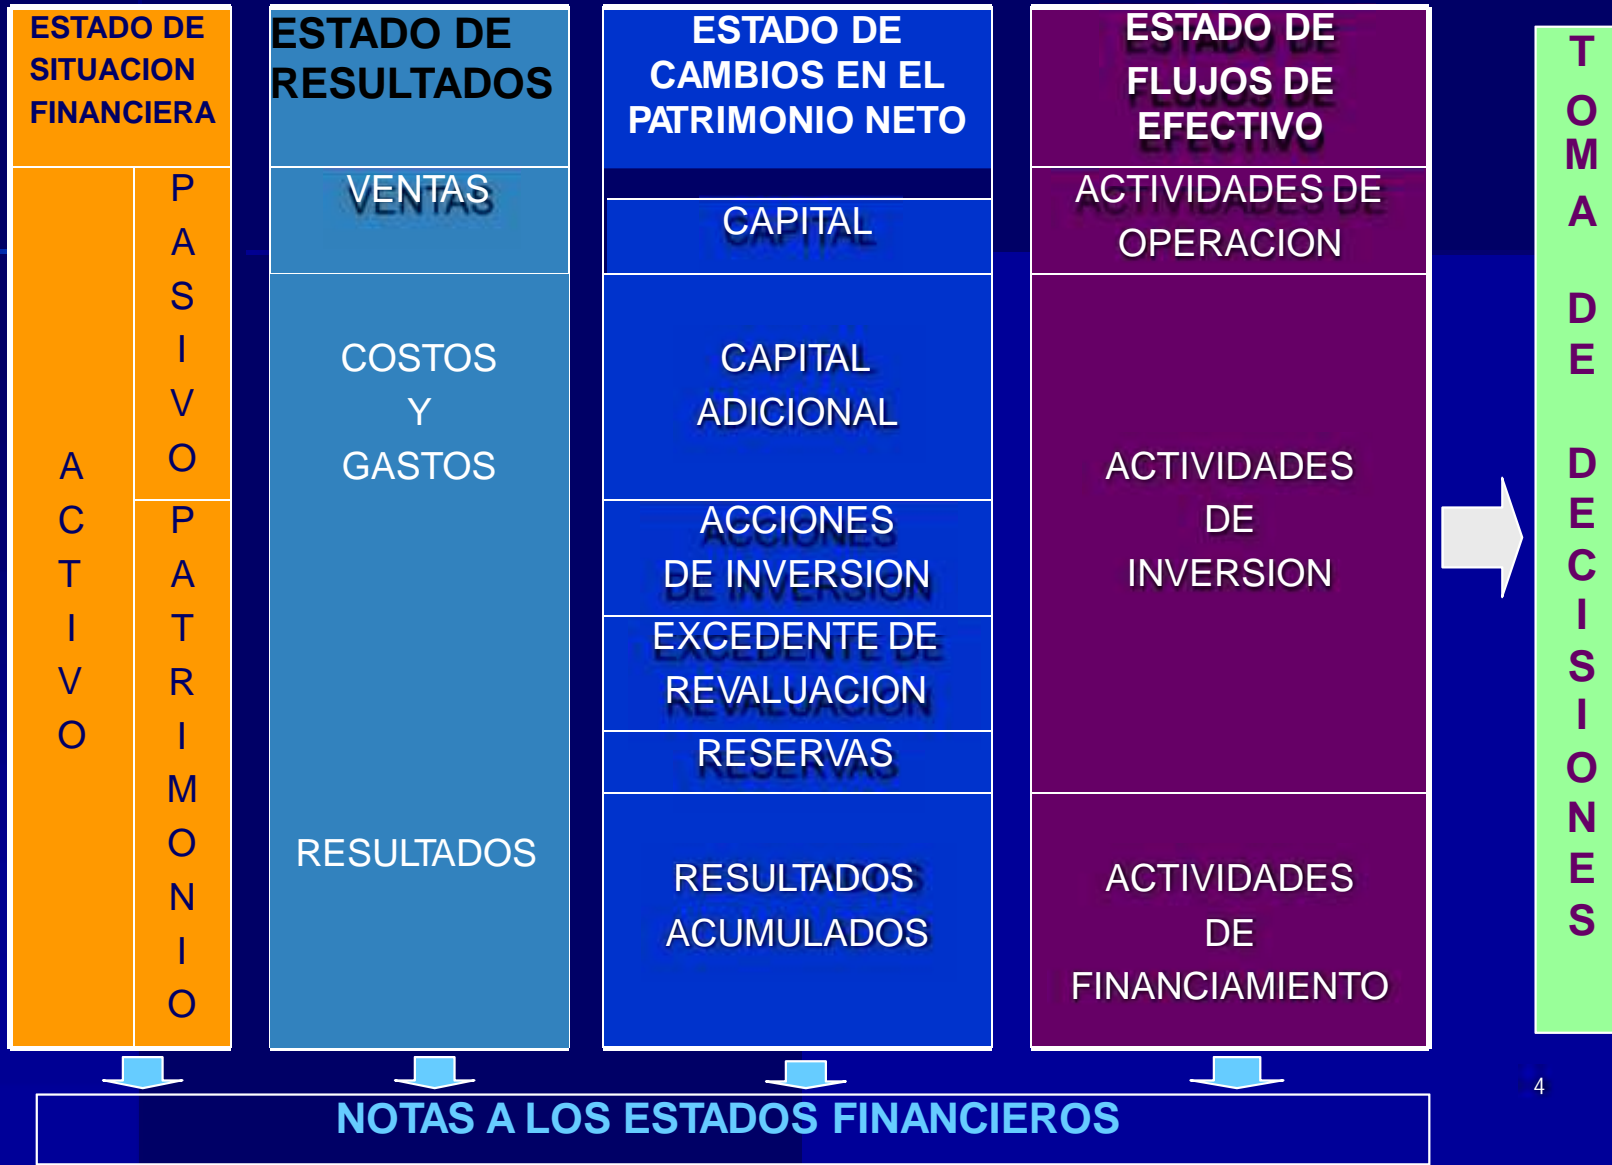 ESTADO DE
SITUACION
FINANCIERA
ACTIVO
PASIVO
PATRIMONIO
ESTADO DE
RESULTADOS
VENTAS
COSTOS
Y
GASTOS
RESULTADOS
ESTADO DE
CAMBIOS EN EL
PATRIMONIO NETO
CAPITAL
CAPITAL
ADICIONAL
ACCIONES
DE INVERSION
EXCEDENTE DE
REVALUACION
RESERVAS
RESULTADOS
ACUMULADOS
ESTADO DE
FLUJOS DE
EFECTIVO
ACTIVIDADES DE
OPERACION
ACTIVIDADES
DE
INVERSION
ACTIVIDADES
DE
FINANCIAMIENTO
TOMA DE DECISIONES
NOTAS A LOS ESTADOS FINANCIEROS
4